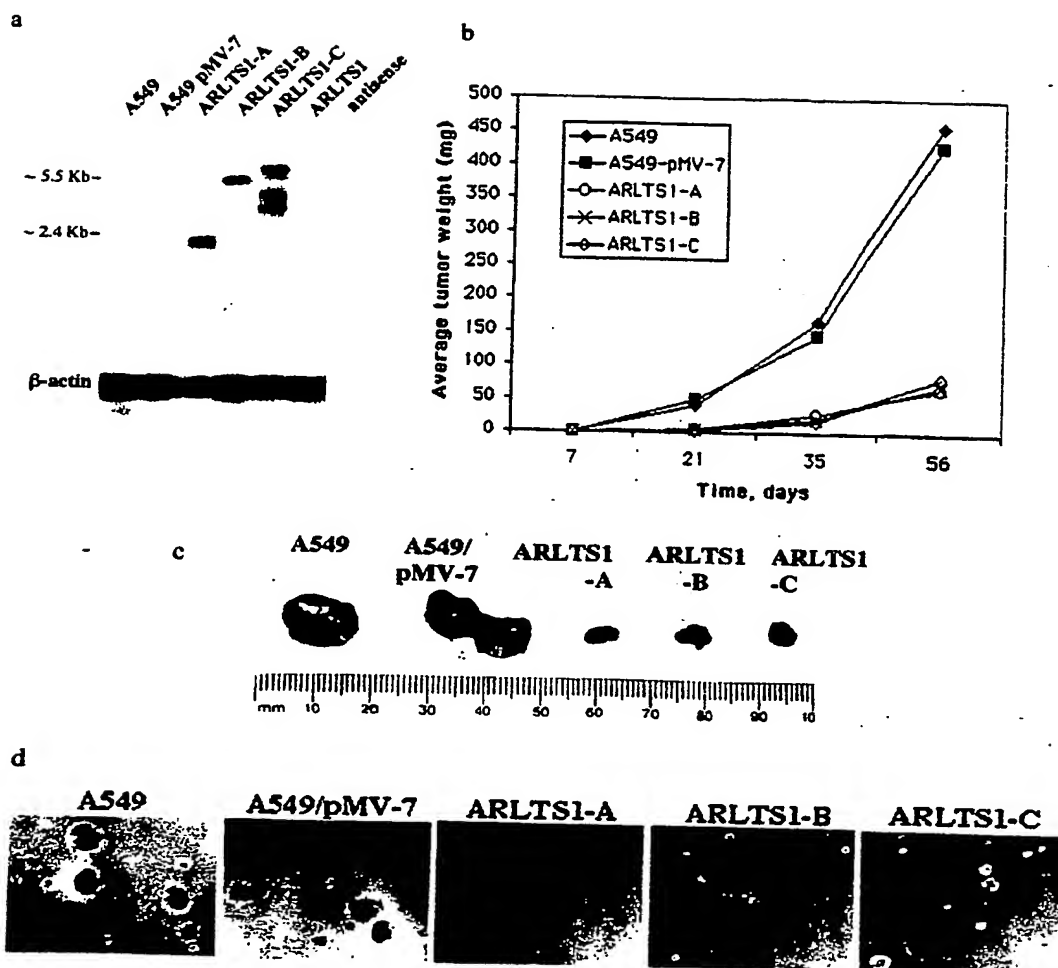 a
A549
A549 pMV-7
ARLTS1-A
ARLTS1-B
ARLTS1-C
ARLTS1
antisense
~ 5.5 Kb-
~ 2.4 Kb-
β-actin
b
500
450
400
350
300
250
200
150
100
50
0
Average tumor weight (mg)
A549
A549-pMV-7
ARLTS1-A
ARLTS1-B
ARLTS1-C
7 21 35 56
Time, days
c
A549
A549/
pMV-7
ARLTS1
-A
ARLTS1
-B
ARLTS1
-C
mm 10 20 30 40 50 60 70 80 90 10
d
A549
A549/pMV-7
ARLTS1-A
ARLTS1-B
ARLTS1-C